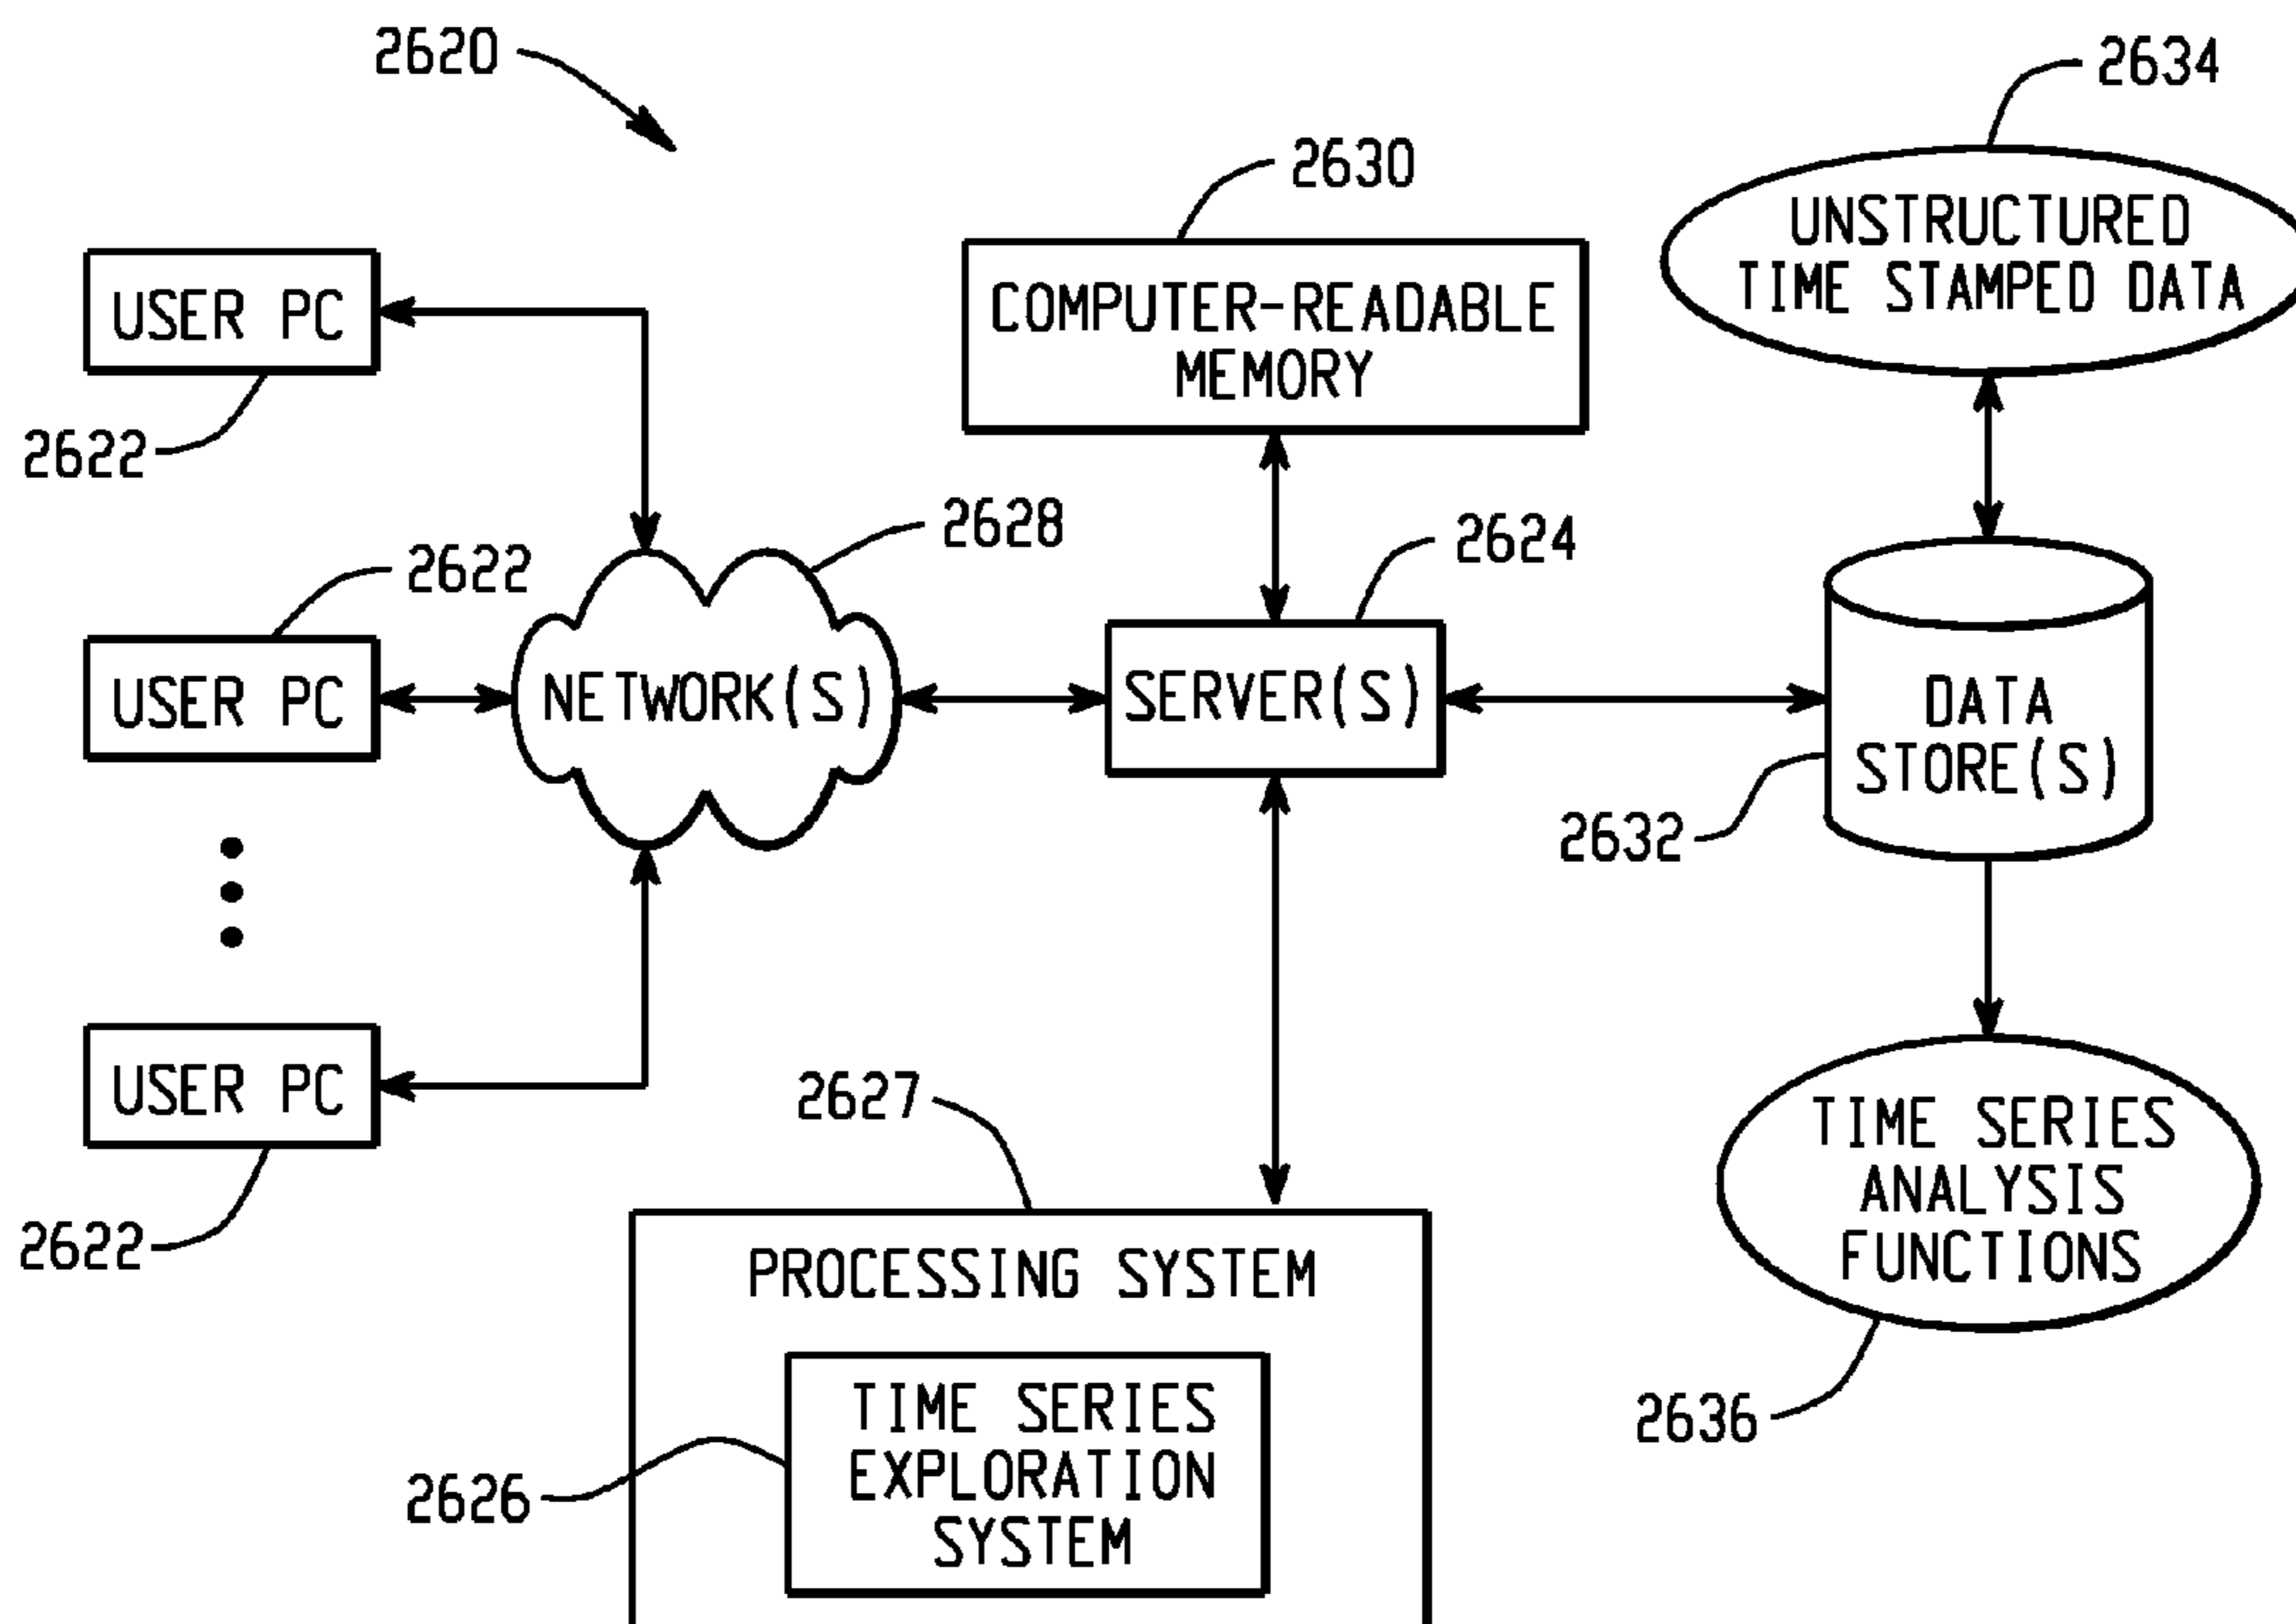 2620
2634
2630
UNSTRUCTURED
TIME STAMPED DATA
USER PC
COMPUTER-READABLE
MEMORY
2622
2628
2624
2622
USER PC
NETWORK(S)
SERVER(S)
DATA
STORE(S)
2632
USER PC
2627
TIME SERIES
ANALYSIS
FUNCTIONS
2622
PROCESSING SYSTEM
2636
TIME SERIES
EXPLORATION
SYSTEM
2626